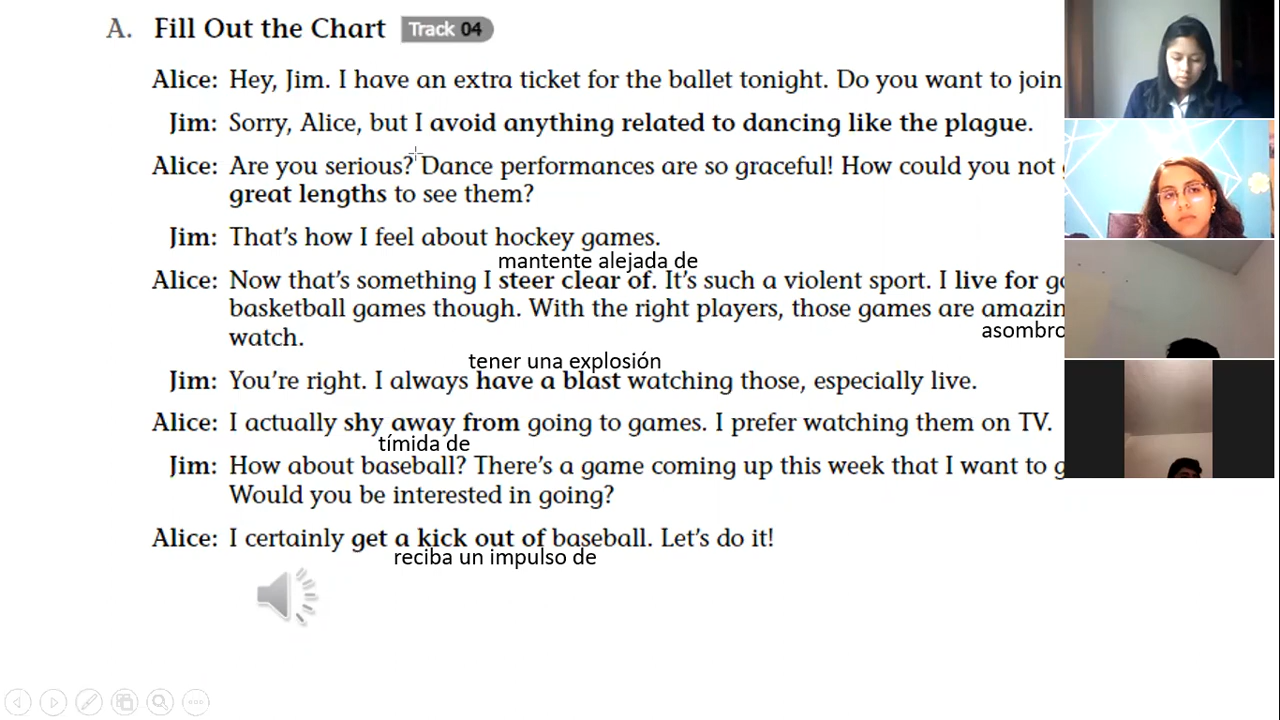 A. Fill Out the Chart Track 04
Alice: Hey, Jim. I have an extra ticket for the ballet tonight. Do you want to join
Jim: Sorry, Alice, but I avoid anything related to dancing like the plague.
Alice: Are you serious? Dance performances are so graceful! How could you not
great lengths to see them?
Jim: That's how I feel about hockey games.
mantente alejada de
Alice: Now that's something I steer clear of. It's such a violent sport. I live for
basketball games though. With the right players, those games are
asombro
watch.
tener una explosión
Jim: You're right. I always have a blast watching those, especially live.
Alice: I actually shy away from going to games. I prefer watching them on TV.
tímida de
Jim: How about baseball? There's a game coming up this week that I want to
Would you be interested in going?
Alice: I certainly get a kick out of baseball. Let's do it!
reciba un impulso de